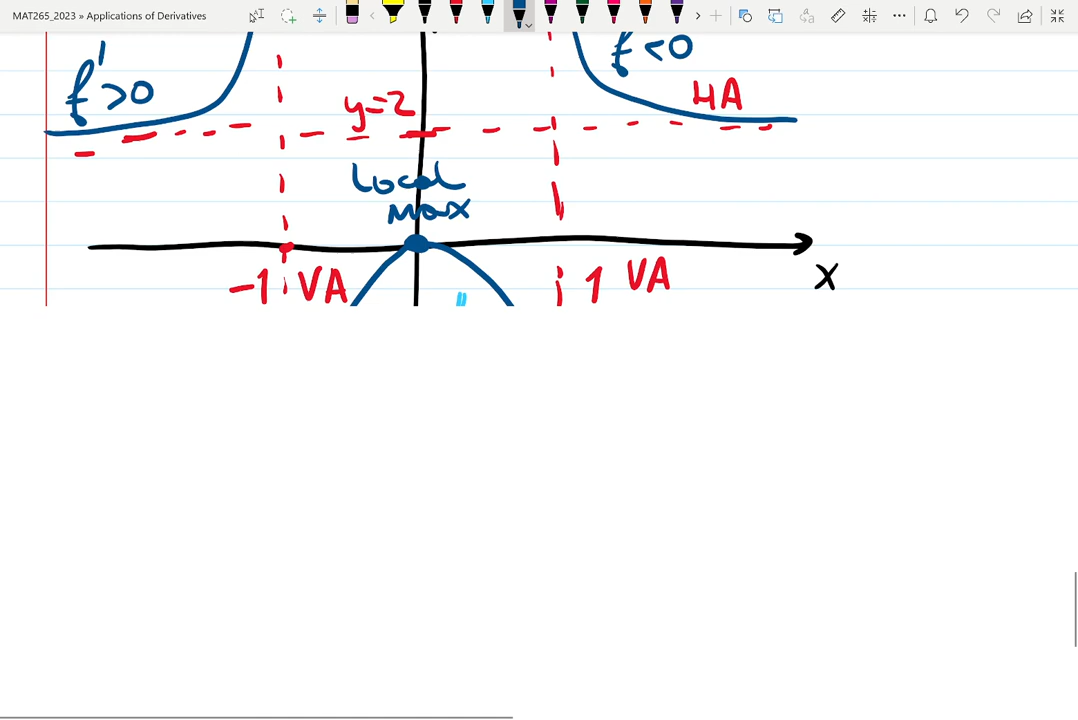 MAT265_2023 » Applications of Derivatives
f' >0
f <0
HA
y=2
Local
max
-1 VA
1 VA
X